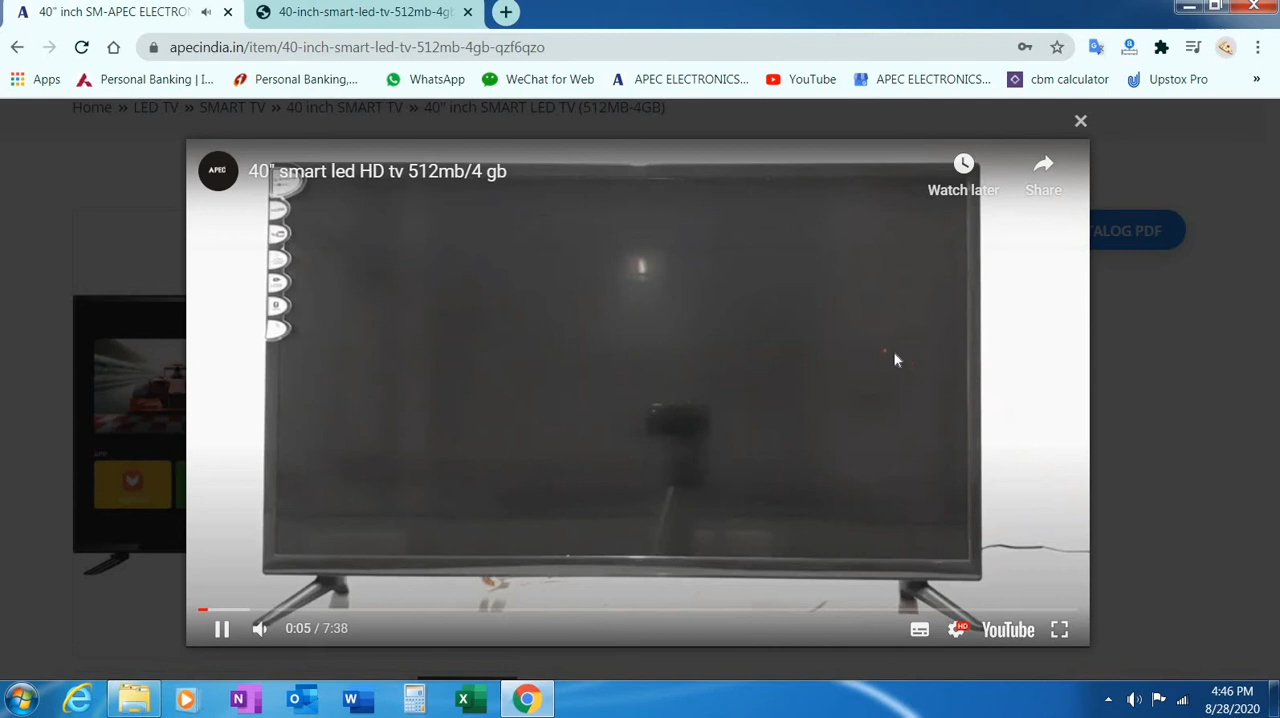 A 40" inch SM-APEC ELECTRON
40-inch-smart-led-tv-512mb-4gb
apecindia.in/item/40-inch-smart-led-tv-512mb-4gb-qzf6qzo
Apps
Personal Banking | I...
Personal Banking,...
WhatsApp
WeChat for Web
A APEC ELECTRONICS...
YouTube
APEC ELECTRONICS...
cbm calculator
Upstox Pro
»
Home » LED TV » SMART TV » 40 inch SMART TV » 40" inch SMART LED TV (512MB-4GB)
APEC
40" smart led HD tv 512mb/4 gb
Watch later
Share
ALOG PDF
0:05 / 7:38
HD
YouTube
4:46 PM
8/28/2020